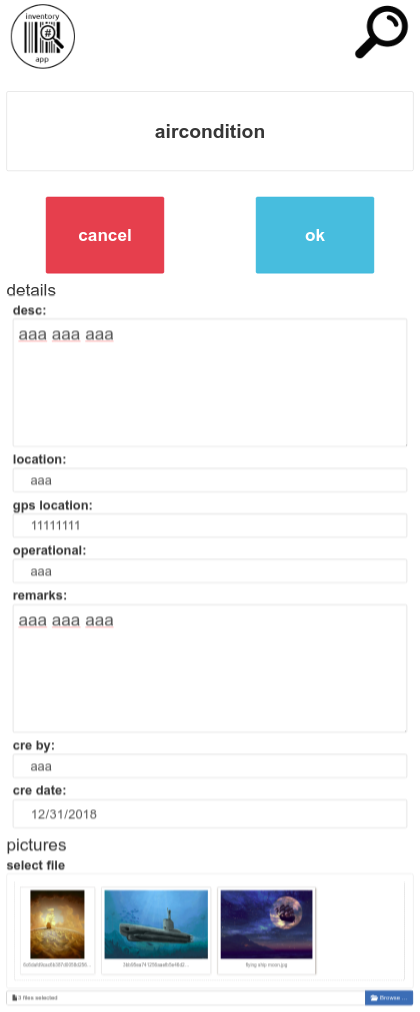 inventory
#
app
aircondition
cancel
ok
details
desc:
aaa aaa aaa
location:
aaa
gps location:
11111111
operational:
aaa
remarks:
aaa aaa aaa
cre by:
aaa
cre date:
12/31/2018
pictures
select file
flying ship moon.jpg
3 files selected
Browse ...